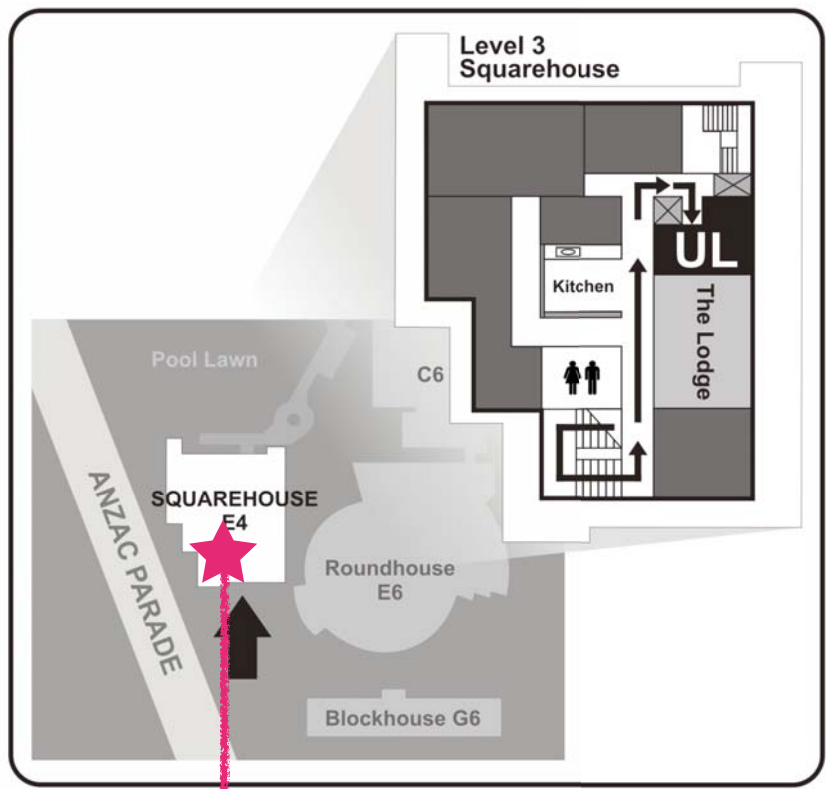 Level 3
Squarehouse
UL
Kitchen
The Lodge
Pool Lawn
C6
SQUAREHOUSE
E4
ANZAC PARADE
Roundhouse
E6
Blockhouse G6